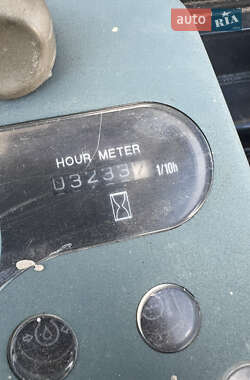 AUTO
RIA
HOUR METER
03233 1/10h